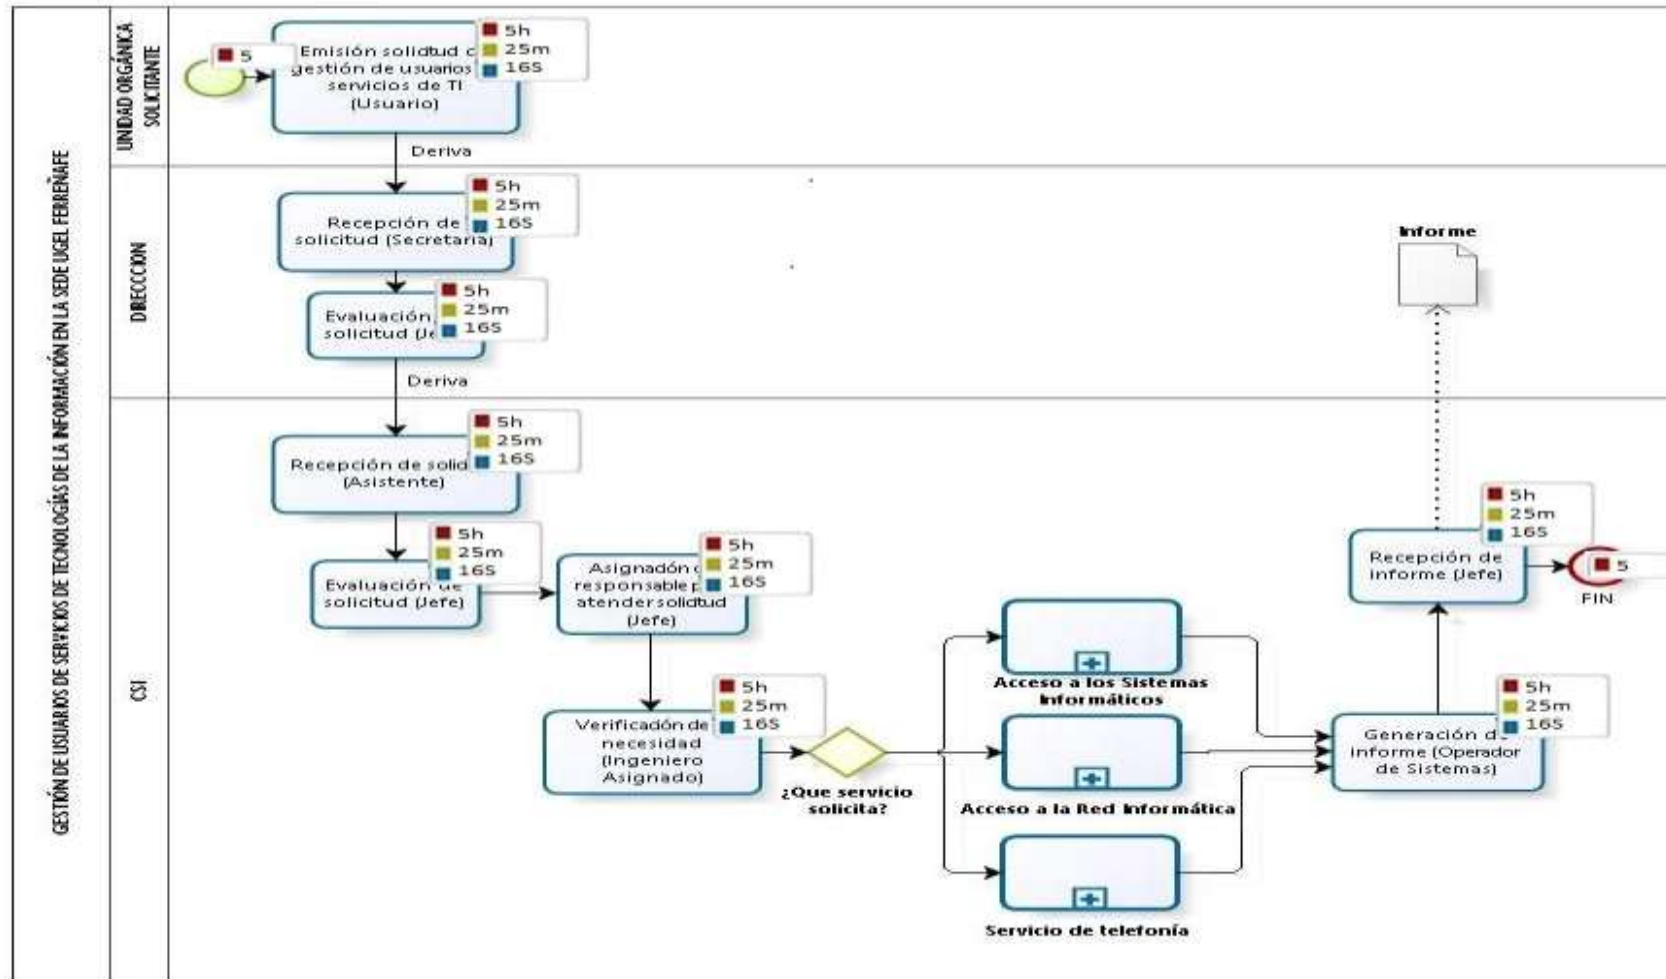 GESTIÓN DE USUARIOS DE SERVICIOS DE TECNOLOGÍAS DE LA INFORMACIÓN EN LA SEDE UGEL FERREÑAFE
UNIDAD ORGÁNICA
SOLICITANTE
5
Emisión solicitud
gestión de usuarios
servicios de TI
(Usuario)
5h
25m
16S
Deriva
DIRECCION
Recepción de
solicitud (Secretaria)
5h
25m
16S
Evaluación
solicitud
5h
25m
16S
Deriva
Informe
CSI
Recepción de
(Asistente)
5h
25m
16S
Evaluación de
solicitud (Jefe)
5h
25m
16S
Asignación
responsable
atender solicitud
(Jefe)
5h
25m
16S
Verificación de
necesidad
(Ingeniero
Asignado)
5h
25m
16S
¿Que servicio
solicita?
Acceso a los Sistemas
Informáticos
Acceso a la Red Informática
Servicio de telefonía
Generación
informe (Operador
de Sistemas)
5h
25m
16S
Recepción de
informe (Jefe)
5h
25m
16S
5
FIN